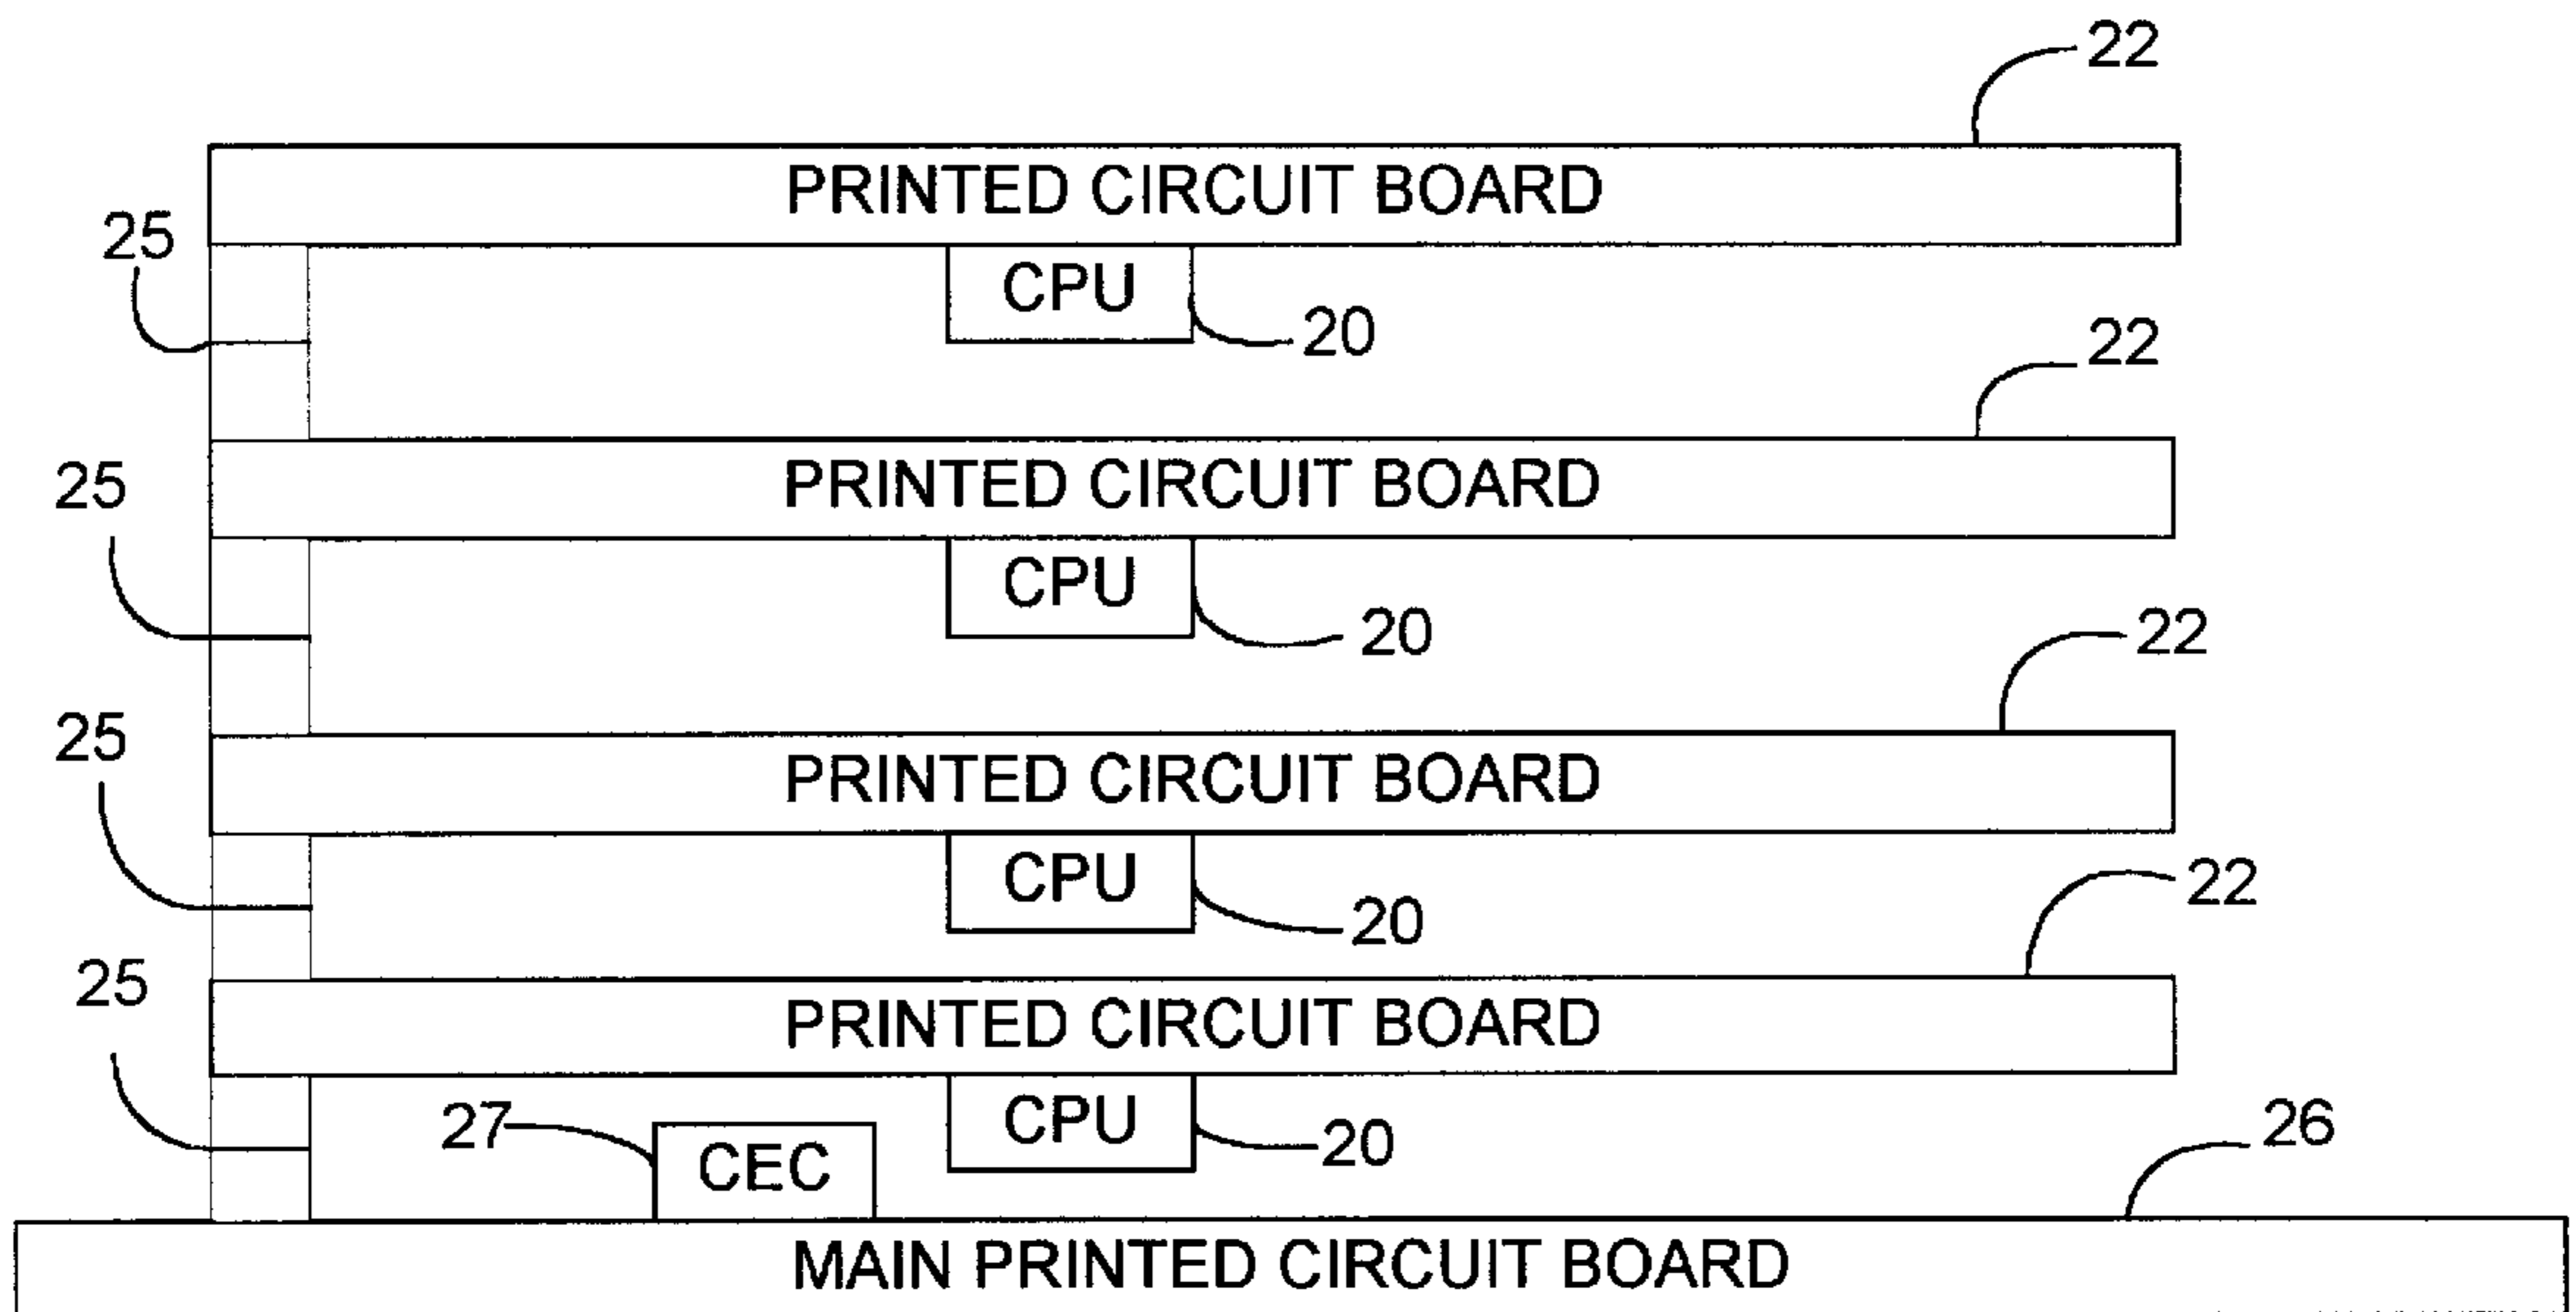 22
PRINTED CIRCUIT BOARD
25
CPU
20
22
PRINTED CIRCUIT BOARD
25
CPU
20
22
PRINTED CIRCUIT BOARD
25
CPU
20
22
PRINTED CIRCUIT BOARD
25
27
CEC
CPU
20
26
MAIN PRINTED CIRCUIT BOARD